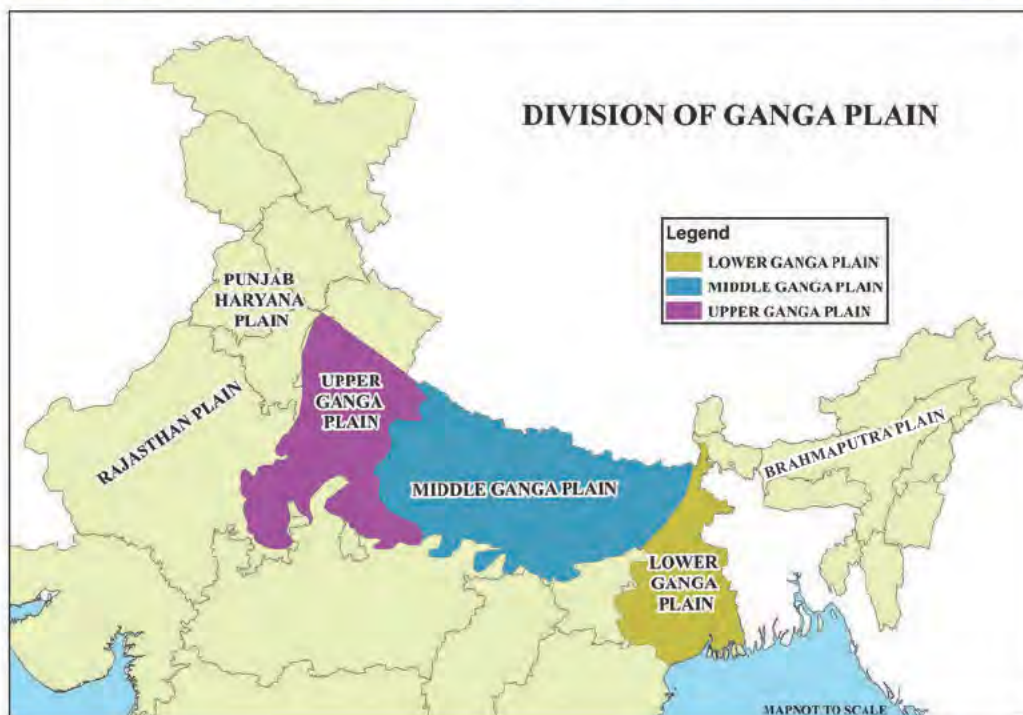 DIVISION OF GANGA PLAIN
Legend
LOWER GANGA PLAIN
MIDDLE GANGA PLAIN
UPPER GANGA PLAIN
PUNJAB
HARYANA
PLAIN
UPPER
GANGA
PLAIN
RAJASTHAN PLAIN
BRAHMAPUTRA PLAIN
MIDDLE GANGA PLAIN
LOWER
GANGA
PLAIN
MAPNOT TO SCALE